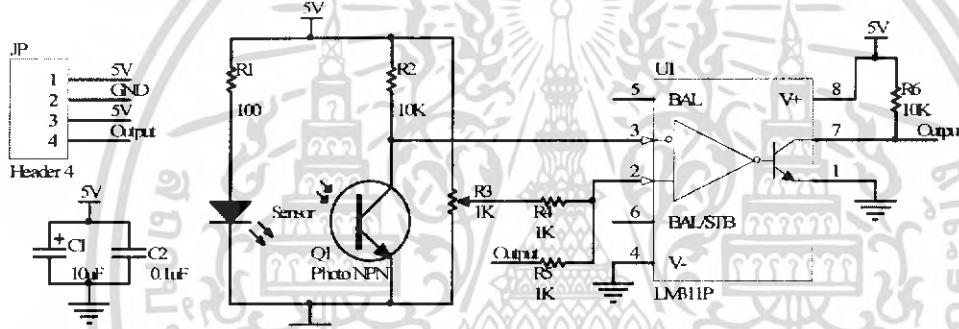 JP
1 5V
2 GND
3 5V
4 Output
Header 4
5V
C1
10uF
C2
0.1uF
5V
R1
100
R2
10K
Sensor
Q1
Photo NPN
R3
1K
R4
1K
Output
R5
1K
U1
5 BAL
3
2
6 BAL/STB
4 V-
LM311P
V+ 8
7
1
5V
R6
10K
Output